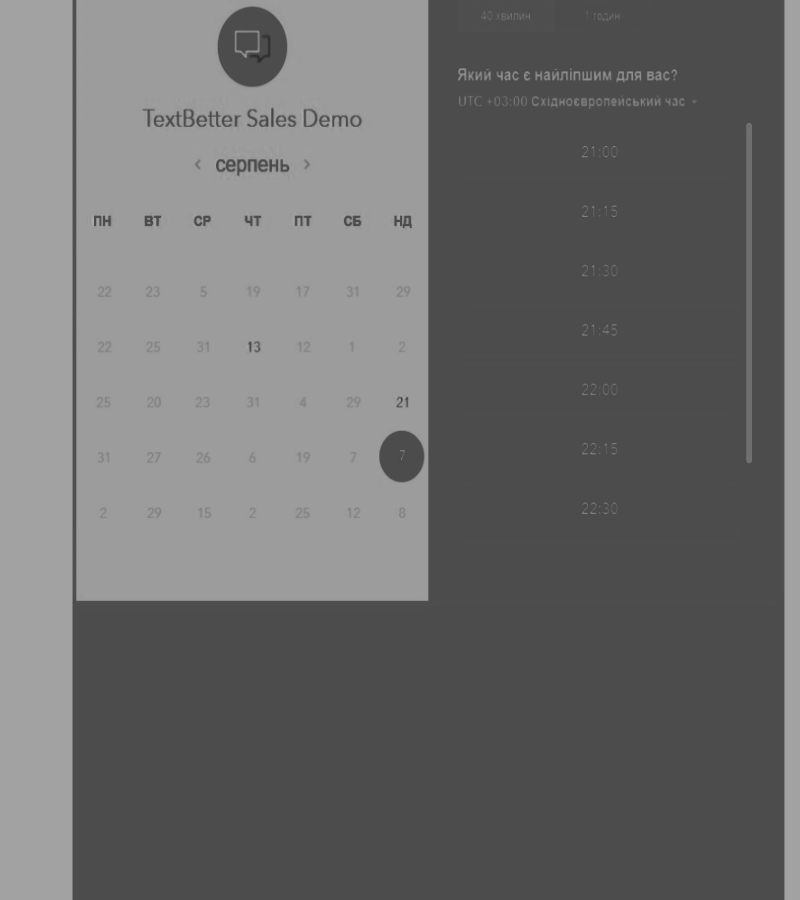 TextBetter Sales Demo
серпень
ПН ВТ СР ЧТ ПТ СБ НД
22 23 5 19 17 31 29
22 25 31 13 12 1 2
25 20 23 31 4 29 21
31 27 26 6 19 7 7
2 29 15 2 25 12 8
40 хвилин 1 годин
Який час є найліпшим для вас?
UTC +03:00 Східноєвропейський час
21:00
21:15
21:30
21:45
22:00
22:15
22:30